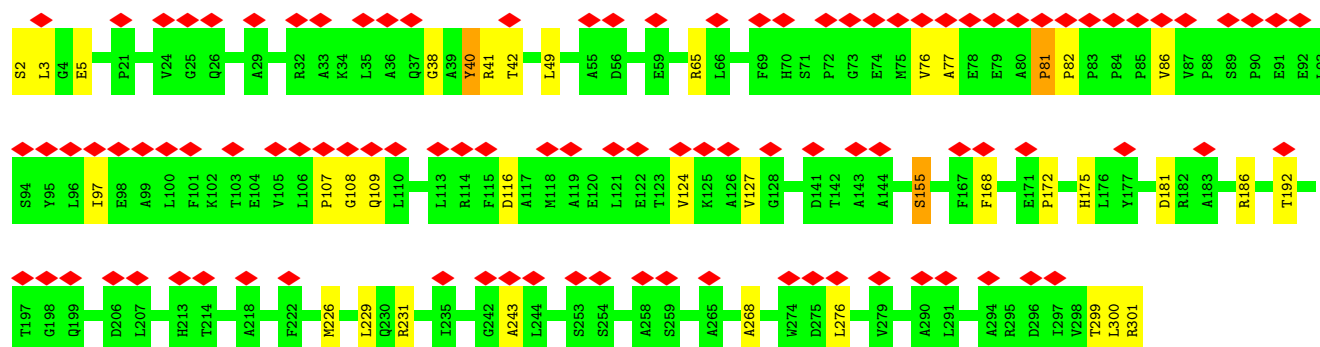 S2 L3 G4 E5 P21 V24 G25 Q26 A29 R32 A33 K34 L35 A36 Q37 G38 A39 Y40 R41 T42 L49 A55 D56 E59 R65 L66 F69 H70 S71 P72 G73 E74 M75 V76 A77 E78 E79 A80 P81 P82 P83 P84 P85 V86 V87 P88 S89 P90 E91 E92 L93
S94 Y95 L96 I97 E98 A99 L100 F101 K102 T103 E104 V105 L106 P107 G108 Q109 L110 L113 R114 F115 D116 A117 M118 A119 E120 L121 E122 T123 V124 K125 A126 V127 G128 D141 T142 A143 A144 S155 F167 F168 E171 P172 H175 L176 Y177 D181 R182 A183 R186 T192
T197 G198 Q199 D206 L207 H213 T214 A218 F222 M226 L229 Q230 R231 I235 G242 A243 L244 S253 S254 A258 S259 A265 A268 W274 D275 L276 V279 A290 L291 A294 R295 D296 I297 V298 T299 L300 R301